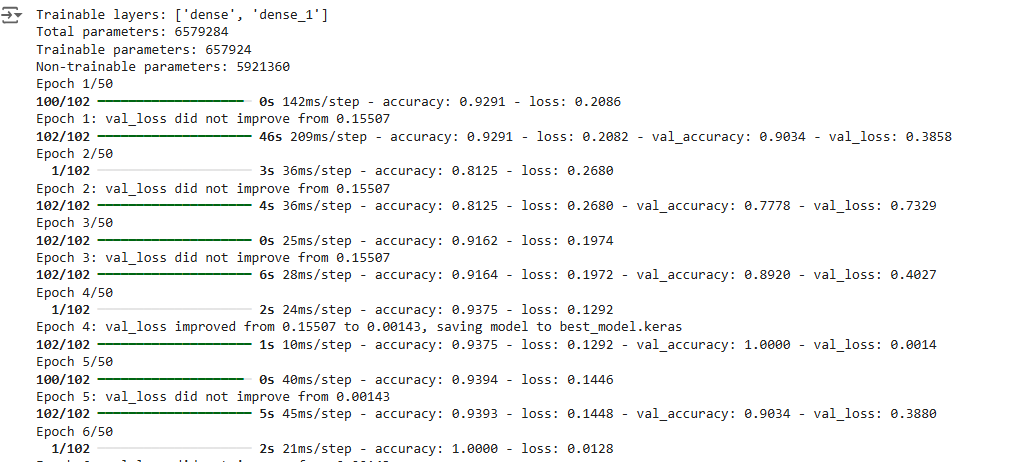 Trainable layers: ['dense', 'dense_1']
Total parameters: 6579284
Trainable parameters: 657924
Non-trainable parameters: 5921360
Epoch 1/50
100/102 ━━━━━━━━━━━━━━━━━━━━ 0s 142ms/step - accuracy: 0.9291 - loss: 0.2086
Epoch 1: val_loss did not improve from 0.15507
102/102 ━━━━━━━━━━━━━━━━━━━━ 46s 209ms/step - accuracy: 0.9291 - loss: 0.2082 - val_accuracy: 0.9034 - val_loss: 0.3858
Epoch 2/50
1/102 ━━━━━━━━━━━━━━━━━━━━ 3s 36ms/step - accuracy: 0.8125 - loss: 0.2680
Epoch 2: val_loss did not improve from 0.15507
102/102 ━━━━━━━━━━━━━━━━━━━━ 4s 36ms/step - accuracy: 0.8125 - loss: 0.2680 - val_accuracy: 0.7778 - val_loss: 0.7329
Epoch 3/50
102/102 ━━━━━━━━━━━━━━━━━━━━ 0s 25ms/step - accuracy: 0.9162 - loss: 0.1974
Epoch 3: val_loss did not improve from 0.15507
102/102 ━━━━━━━━━━━━━━━━━━━━ 6s 28ms/step - accuracy: 0.9164 - loss: 0.1972 - val_accuracy: 0.8920 - val_loss: 0.4027
Epoch 4/50
1/102 ━━━━━━━━━━━━━━━━━━━━ 2s 24ms/step - accuracy: 0.9375 - loss: 0.1292
Epoch 4: val_loss improved from 0.15507 to 0.00143, saving model to best_model.keras
102/102 ━━━━━━━━━━━━━━━━━━━━ 1s 10ms/step - accuracy: 0.9375 - loss: 0.1292 - val_accuracy: 1.0000 - val_loss: 0.0014
Epoch 5/50
100/102 ━━━━━━━━━━━━━━━━━━━━ 0s 40ms/step - accuracy: 0.9394 - loss: 0.1446
Epoch 5: val_loss did not improve from 0.00143
102/102 ━━━━━━━━━━━━━━━━━━━━ 5s 45ms/step - accuracy: 0.9393 - loss: 0.1448 - val_accuracy: 0.9034 - val_loss: 0.3880
Epoch 6/50
1/102 ━━━━━━━━━━━━━━━━━━━━ 2s 21ms/step - accuracy: 1.0000 - loss: 0.0128